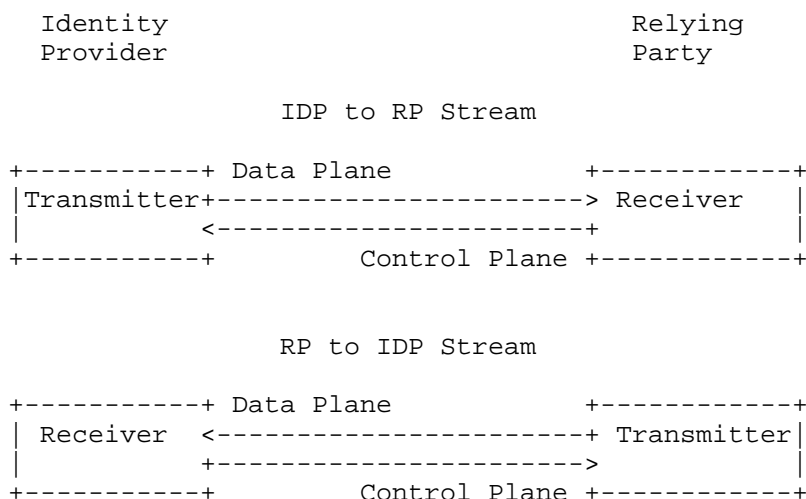 Identity                              Relying
Provider                              Party
IDP to RP Stream
+-----------+ Data Plane          +------------+
|Transmitter+-----------------------> Receiver   |
|           <-----------------------+            |
+-----------+         Control Plane +------------+
RP to IDP Stream
+-----------+ Data Plane          +------------+
| Receiver  <-----------------------+ Transmitter|
|           +----------------------->            |
+-----------+         Control Plane +------------+